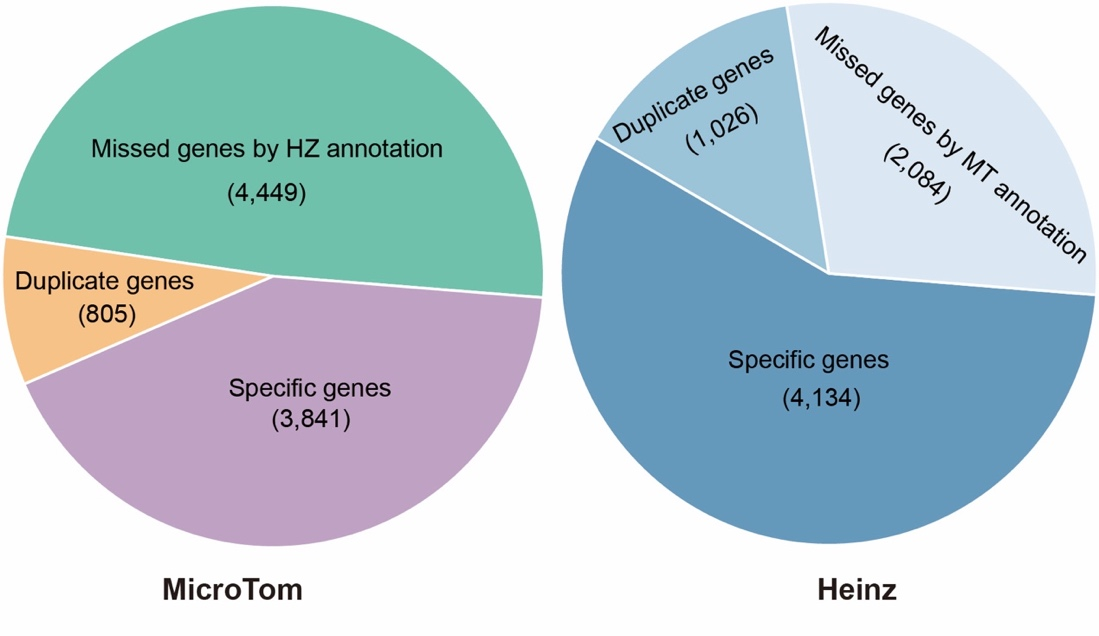 Missed genes by HZ annotation
(4,449)
Duplicate genes
(805)
Specific genes
(3,841)
MicroTom
Duplicate genes
(1,026)
Missed genes by MT annotation
(2,084)
Specific genes
(4,134)
Heinz